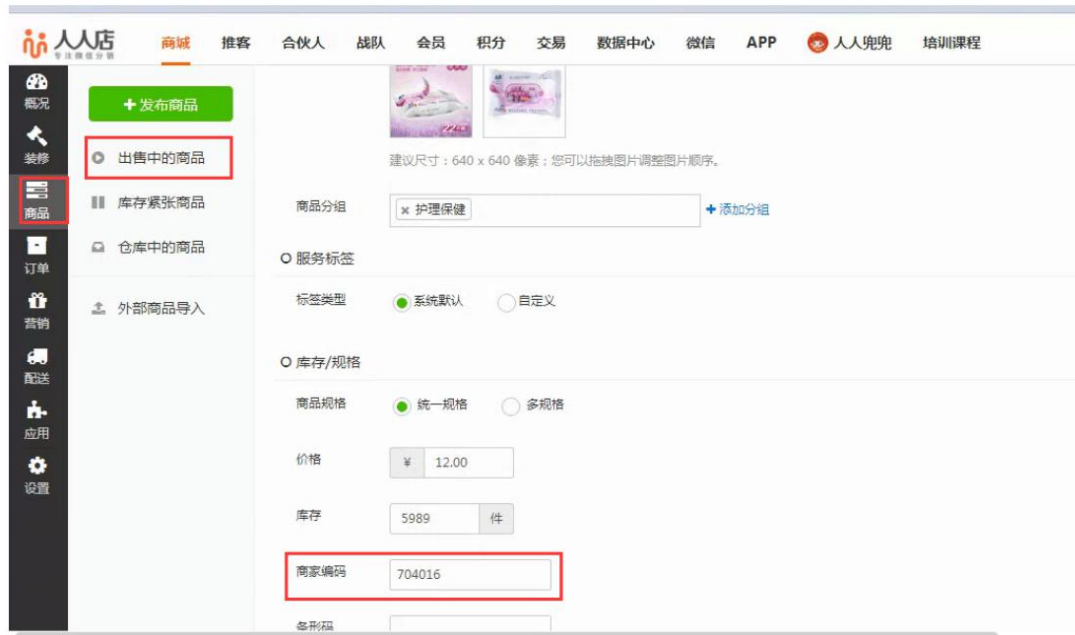 人人店
专注微信分销
商城 推客 合伙人 战队 会员 积分 交易 数据中心 微信 APP 人人兜兜 培训课程
概况
装修
商品
订单
营销
配送
应用
设置
+发布商品
出售中的商品
库存紧张商品
仓库中的商品
外部商品导入
建议尺寸：640 x 640 像素；您可以拖拽图片调整图片顺序。
商品分组 × 护理保健 +添加分组
服务标签
标签类型 系统默认 自定义
库存/规格
商品规格 统一规格 多规格
价格 ¥ 12.00
库存 5989 件
商家编码 704016
条形码